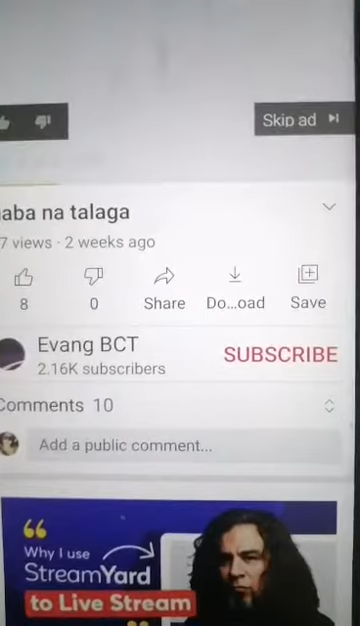 Skip ad
aba na talaga
7 views · 2 weeks ago
8
0
Share
Do...oad
Save
Evang BCT
2.16K subscribers
SUBSCRIBE
Comments 10
Add a public comment...
Why I use
StreamYard
to Live Stream